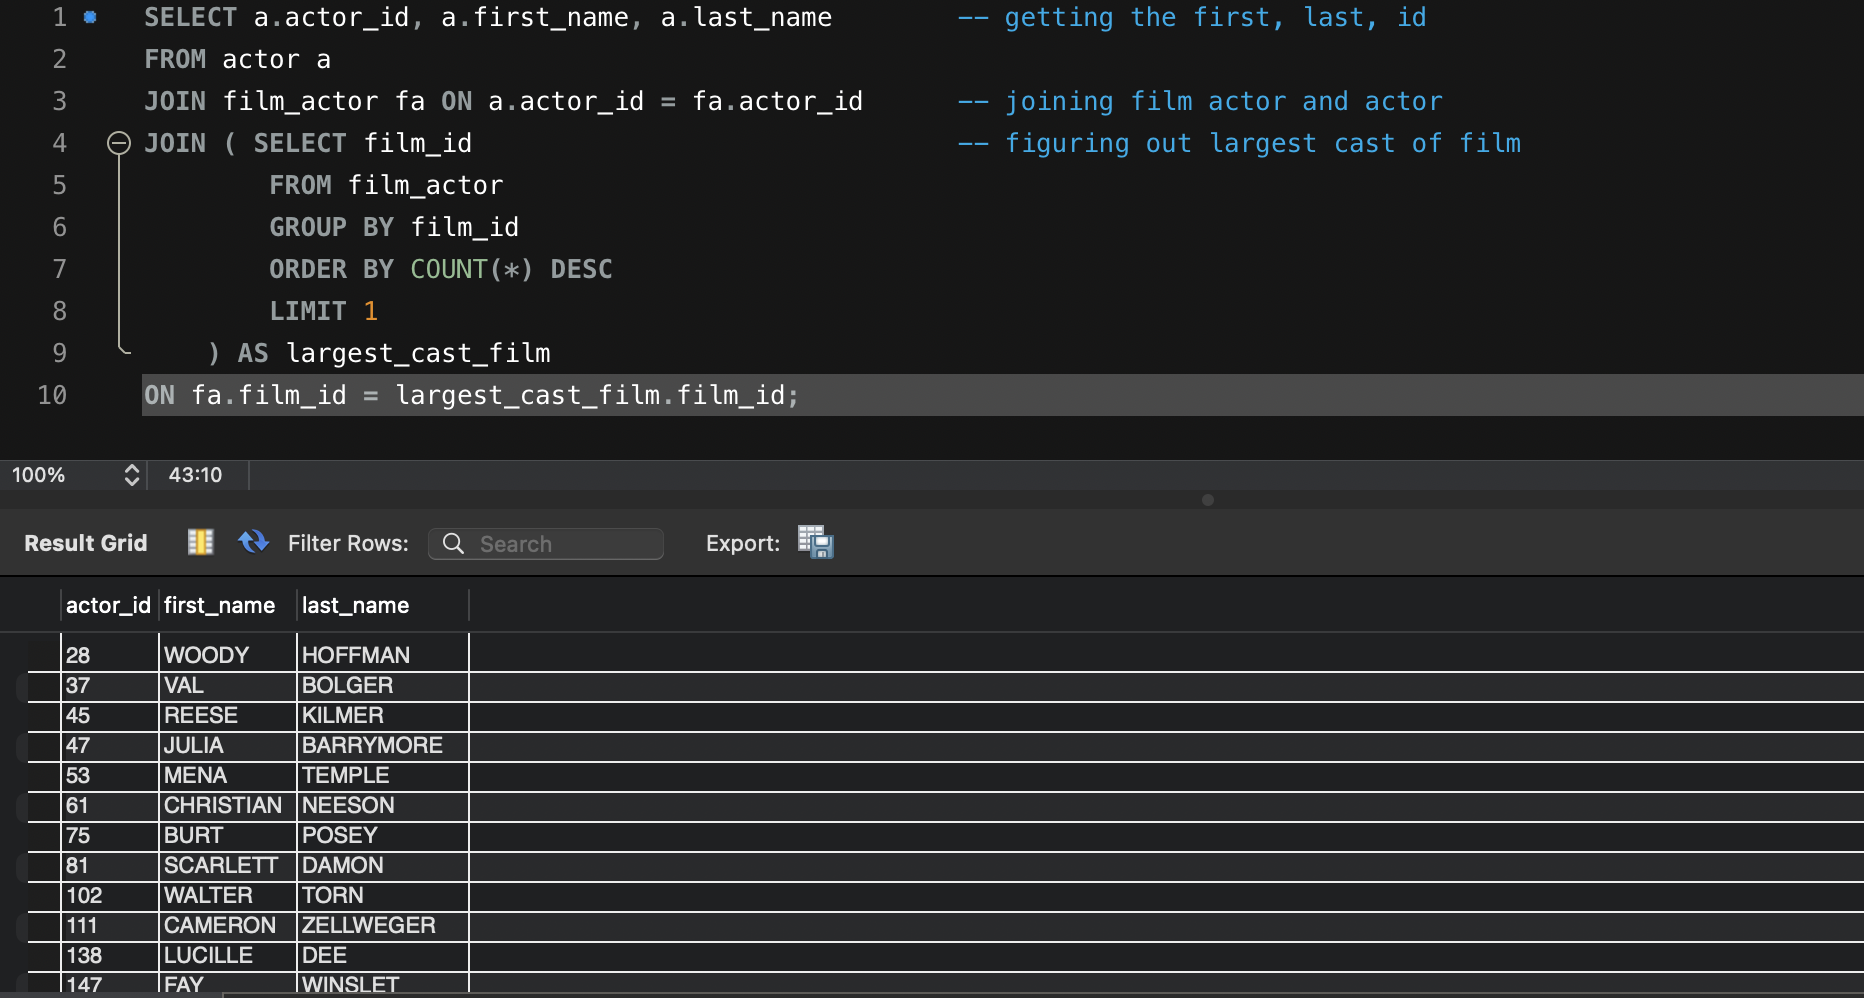 1 SELECT a.actor_id, a.first_name, a.last_name -- getting the first, last, id
2 FROM actor a
3 JOIN film_actor fa ON a.actor_id = fa.actor_id -- joining film actor and actor
4 JOIN ( SELECT film_id -- figuring out largest cast of film
5 FROM film_actor
6 GROUP BY film_id
7 ORDER BY COUNT(*) DESC
8 LIMIT 1
9 ) AS largest_cast_film
10 ON fa.film_id = largest_cast_film.film_id;
100% 43:10
Result Grid Filter Rows: Search Export:
actor_id first_name last_name
28 WOODY HOFFMAN
37 VAL BOLGER
45 REESE KILMER
47 JULIA BARRYMORE
53 MENA TEMPLE
61 CHRISTIAN NEESON
75 BURT POSEY
81 SCARLETT DAMON
102 WALTER TORN
111 CAMERON ZELLWEGER
138 LUCILLE DEE
147 FAY WINSLET